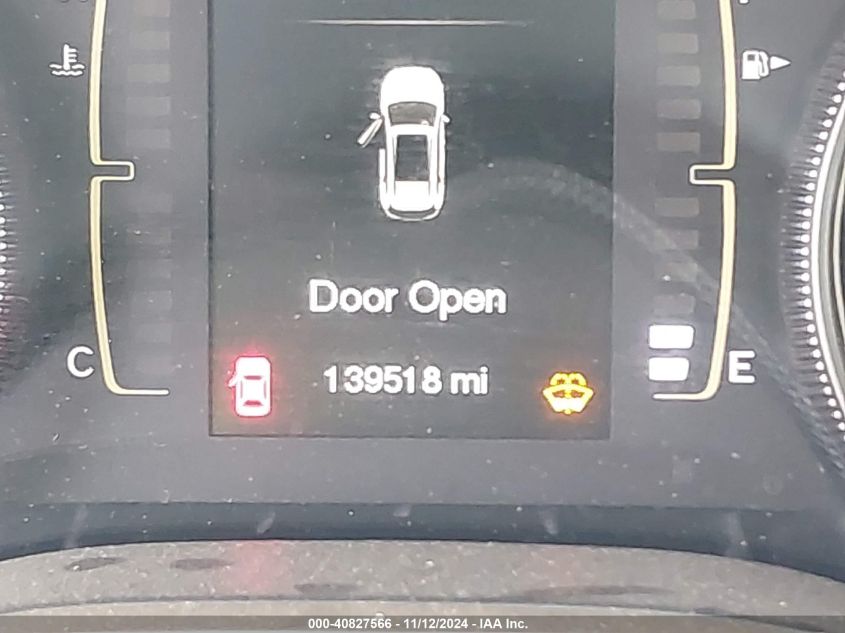 Door Open
C
139518 mi
E
000-40827566 - 11/12/2024 - IAA Inc.